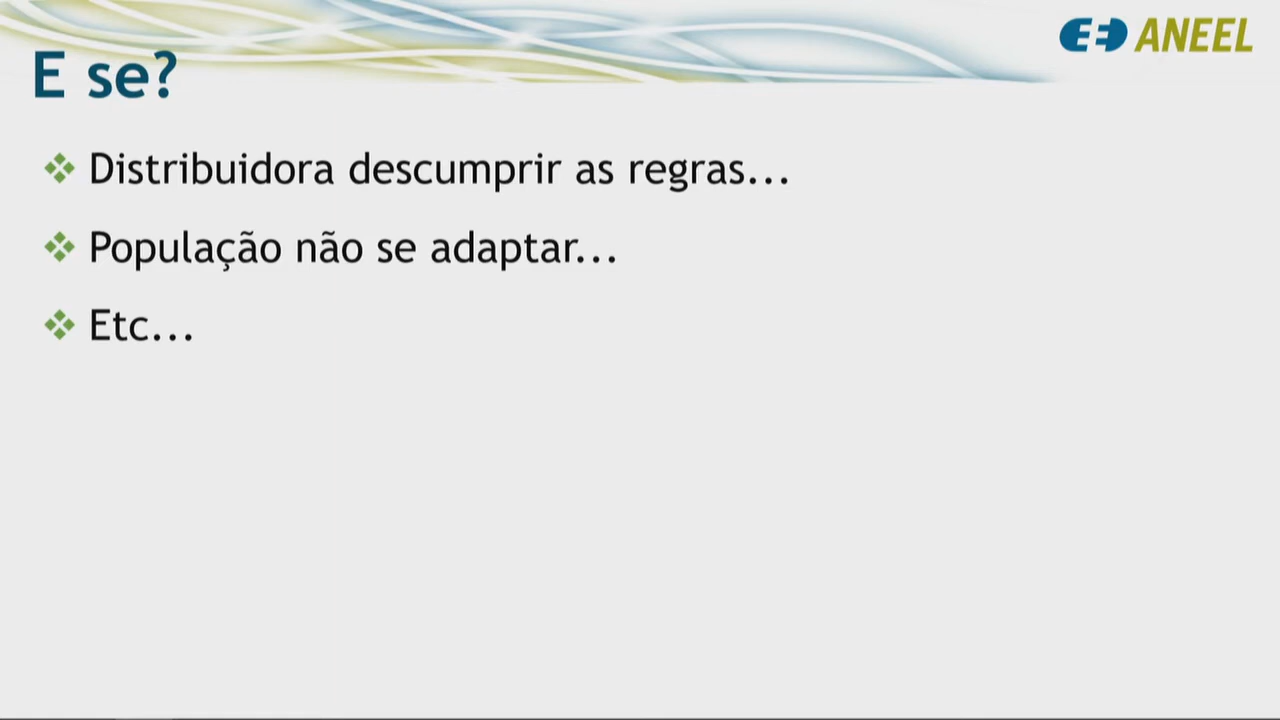 ANEEL
E se?
Distribuidora descumprir as regras...
População não se adaptar...
Etc...